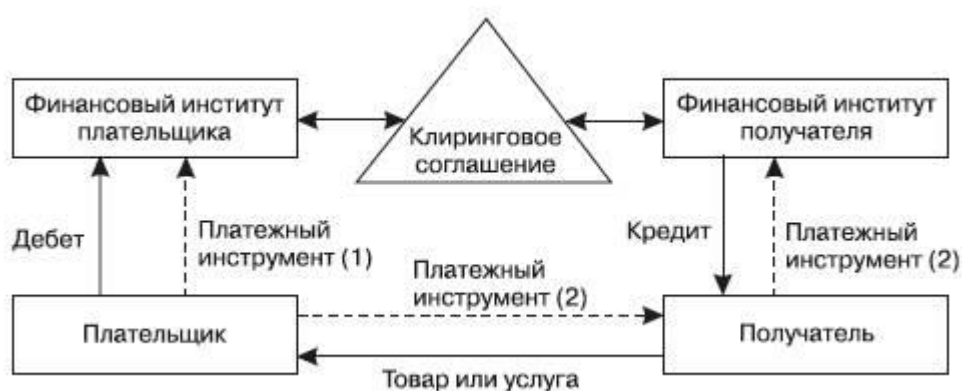 Финансовый институт
плательщика
Клиринговое
соглашение
Финансовый институт
получателя
Дебет
Платежный
инструмент (1)
Платежный
инструмент (2)
Кредит
Платежный
инструмент (2)
Плательщик
Получатель
Товар или услуга